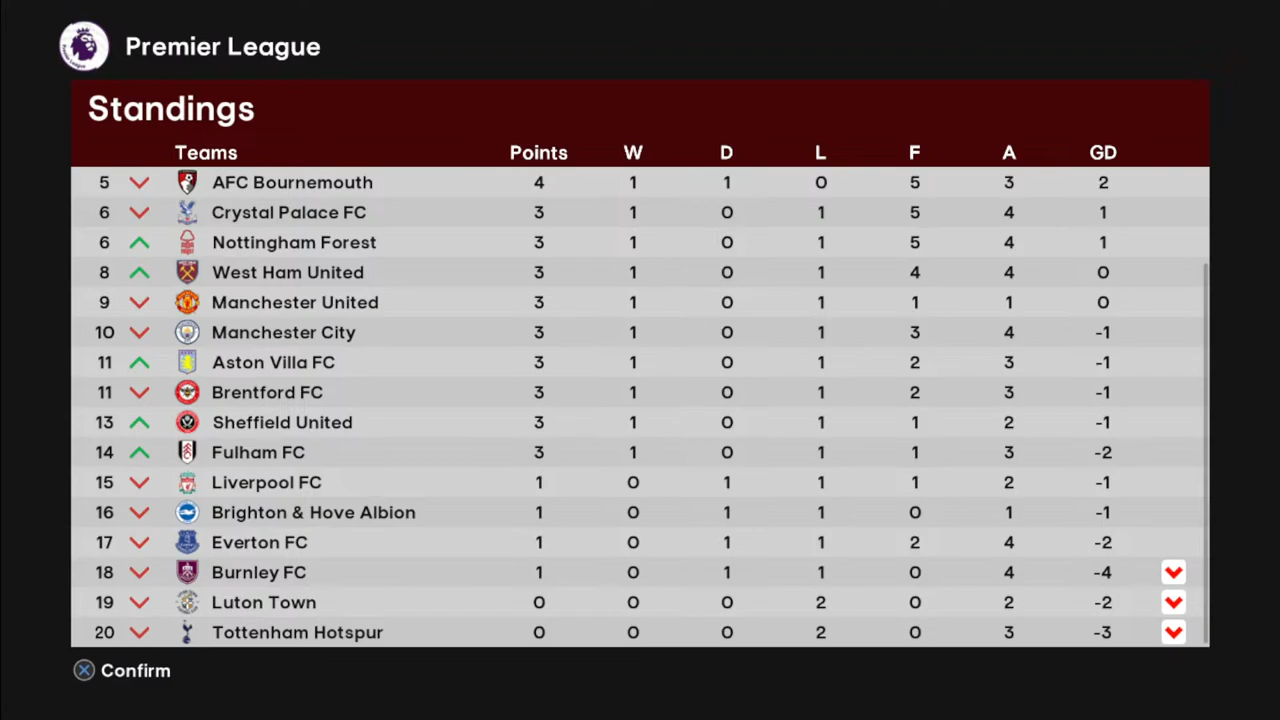 Premier League
Standings
Teams Points W D L F A GD
5 AFC Bournemouth 4 1 1 0 5 3 2
6 Crystal Palace FC 3 1 0 1 5 4 1
6 Nottingham Forest 3 1 0 1 5 4 1
8 West Ham United 3 1 0 1 4 4 0
9 Manchester United 3 1 0 1 1 1 0
10 Manchester City 3 1 0 1 3 4 -1
11 Aston Villa FC 3 1 0 1 2 3 -1
11 Brentford FC 3 1 0 1 2 3 -1
13 Sheffield United 3 1 0 1 1 2 -1
14 Fulham FC 3 1 0 1 1 3 -2
15 Liverpool FC 1 0 1 1 1 2 -1
16 Brighton & Hove Albion 1 0 1 1 0 1 -1
17 Everton FC 1 0 1 1 2 4 -2
18 Burnley FC 1 0 1 1 0 4 -4
19 Luton Town 0 0 0 2 0 2 -2
20 Tottenham Hotspur 0 0 0 2 0 3 -3
Confirm